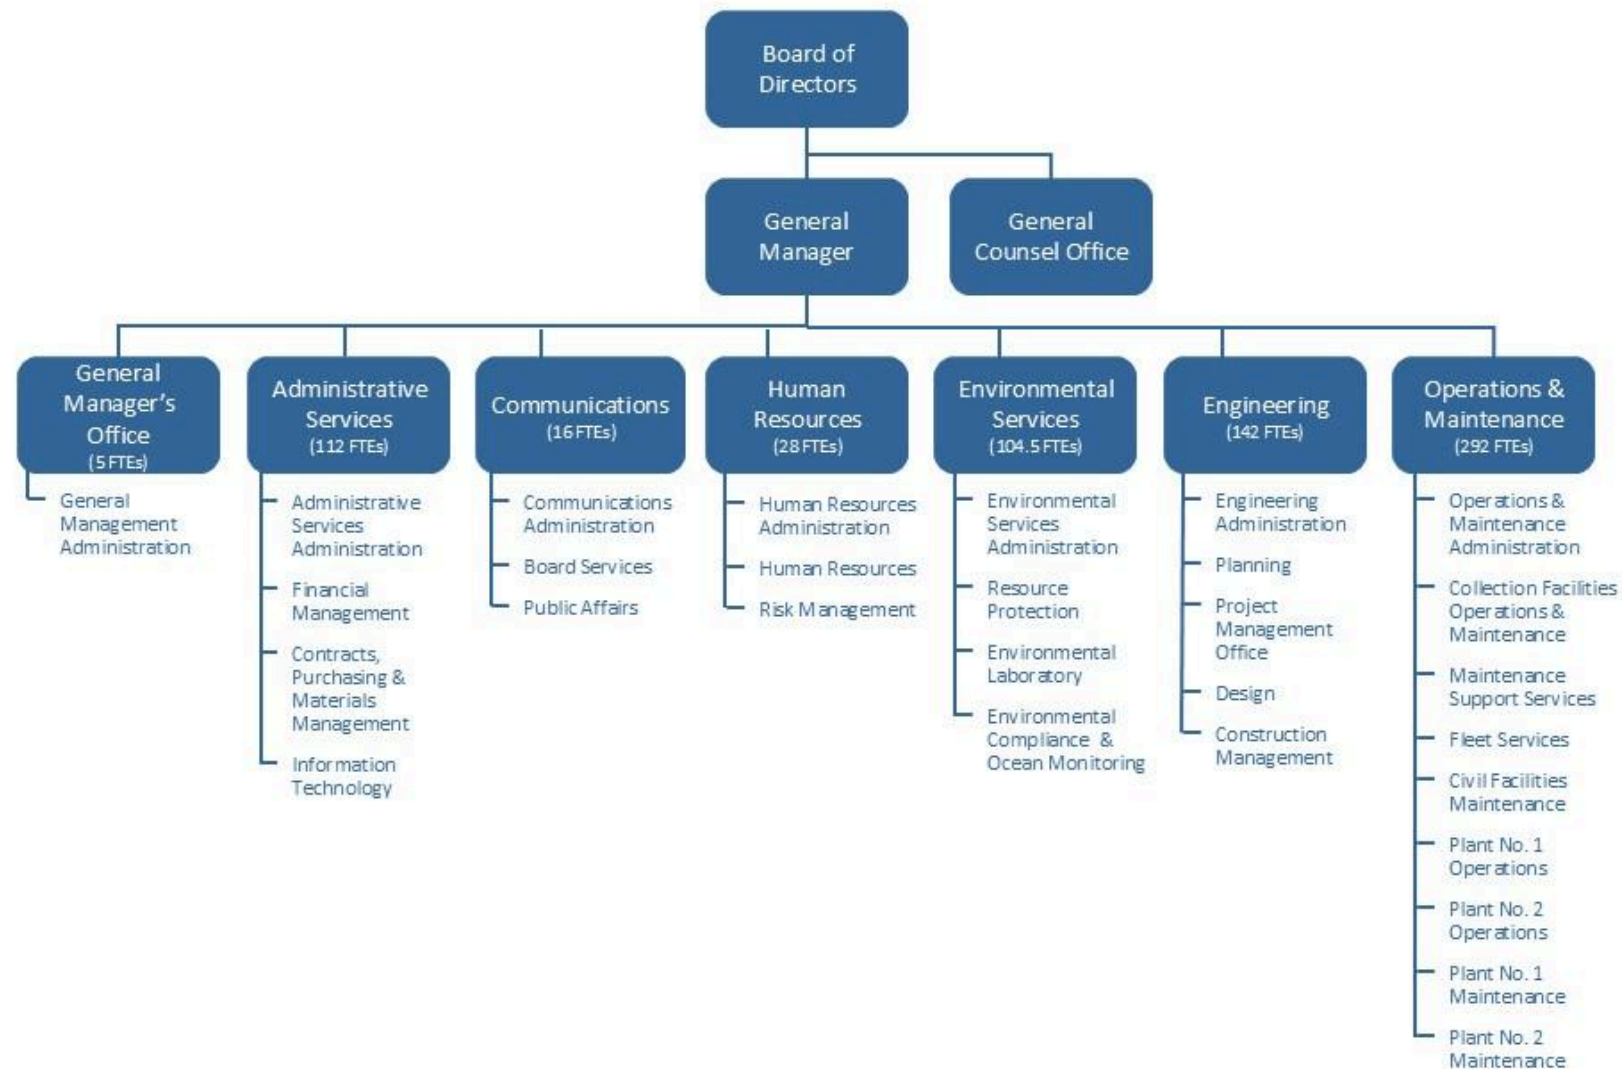 Board of
Directors
General
Manager
General
Counsel Office
General
Manager's
Office
(5 FTEs)
General
Management
Administration
Administrative
Services
(112 FTEs)
Administrative
Services
Administration
Financial
Management
Contracts,
Purchasing &
Materials
Management
Information
Technology
Communications
(16 FTEs)
Communications
Administration
Board Services
Public Affairs
Human
Resources
(28 FTEs)
Human Resources
Administration
Human Resources
Risk Management
Environmental
Services
(104.5 FTEs)
Environmental
Services
Administration
Resource
Protection
Environmental
Laboratory
Environmental
Compliance &
Ocean Monitoring
Engineering
(142 FTEs)
Engineering
Administration
Planning
Project
Management
Office
Design
Construction
Management
Operations &
Maintenance
(292 FTEs)
Operations &
Maintenance
Administration
Collection Facilities
Operations &
Maintenance
Maintenance
Support Services
Fleet Services
Civil Facilities
Maintenance
Plant No. 1
Operations
Plant No. 2
Operations
Plant No. 1
Maintenance
Plant No. 2
Maintenance